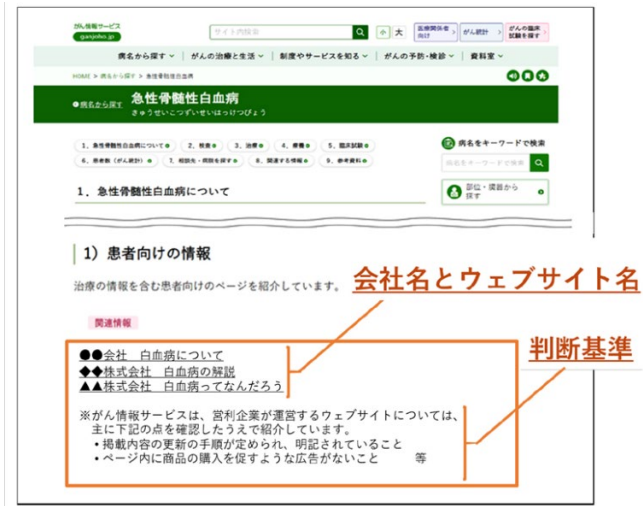 がん情報サービス
ganjoho.jp
サイト内検索
小 大
医療関係者向け
がん統計
がんの臨床試験を探す
病名から探す がんの治療と生活 制度やサービスを知る がんの予防・検診 資料室
HOME > 病名から探す > 急性骨髄性白血病
病名から探す 急性骨髄性白血病
きゅうせいこつずいせいはっけつびょう
1. 急性骨髄性白血病について 2. 検査 3. 治療 4. 療養 5. 臨床試験
6. 患者数（がん統計） 7. 相談先・病院を探す 8. 関連する情報 9. 参考資料
病名をキーワードで検索
病名をキーワードで検索
部位・臓器から探す
1. 急性骨髄性白血病について
1）患者向けの情報
治療の情報を含む患者向けのページを紹介しています。
会社名とウェブサイト名
関連情報
判断基準
●●会社 白血病について
◆◆株式会社 白血病の解説
▲▲株式会社 白血病ってなんだろう
※がん情報サービスは、営利企業が運営するウェブサイトについては、
主に下記の点を確認したうえで紹介しています。
・掲載内容の更新の手順が定められ、明記されていること
・ページ内に商品の購入を促すような広告がないこと 等